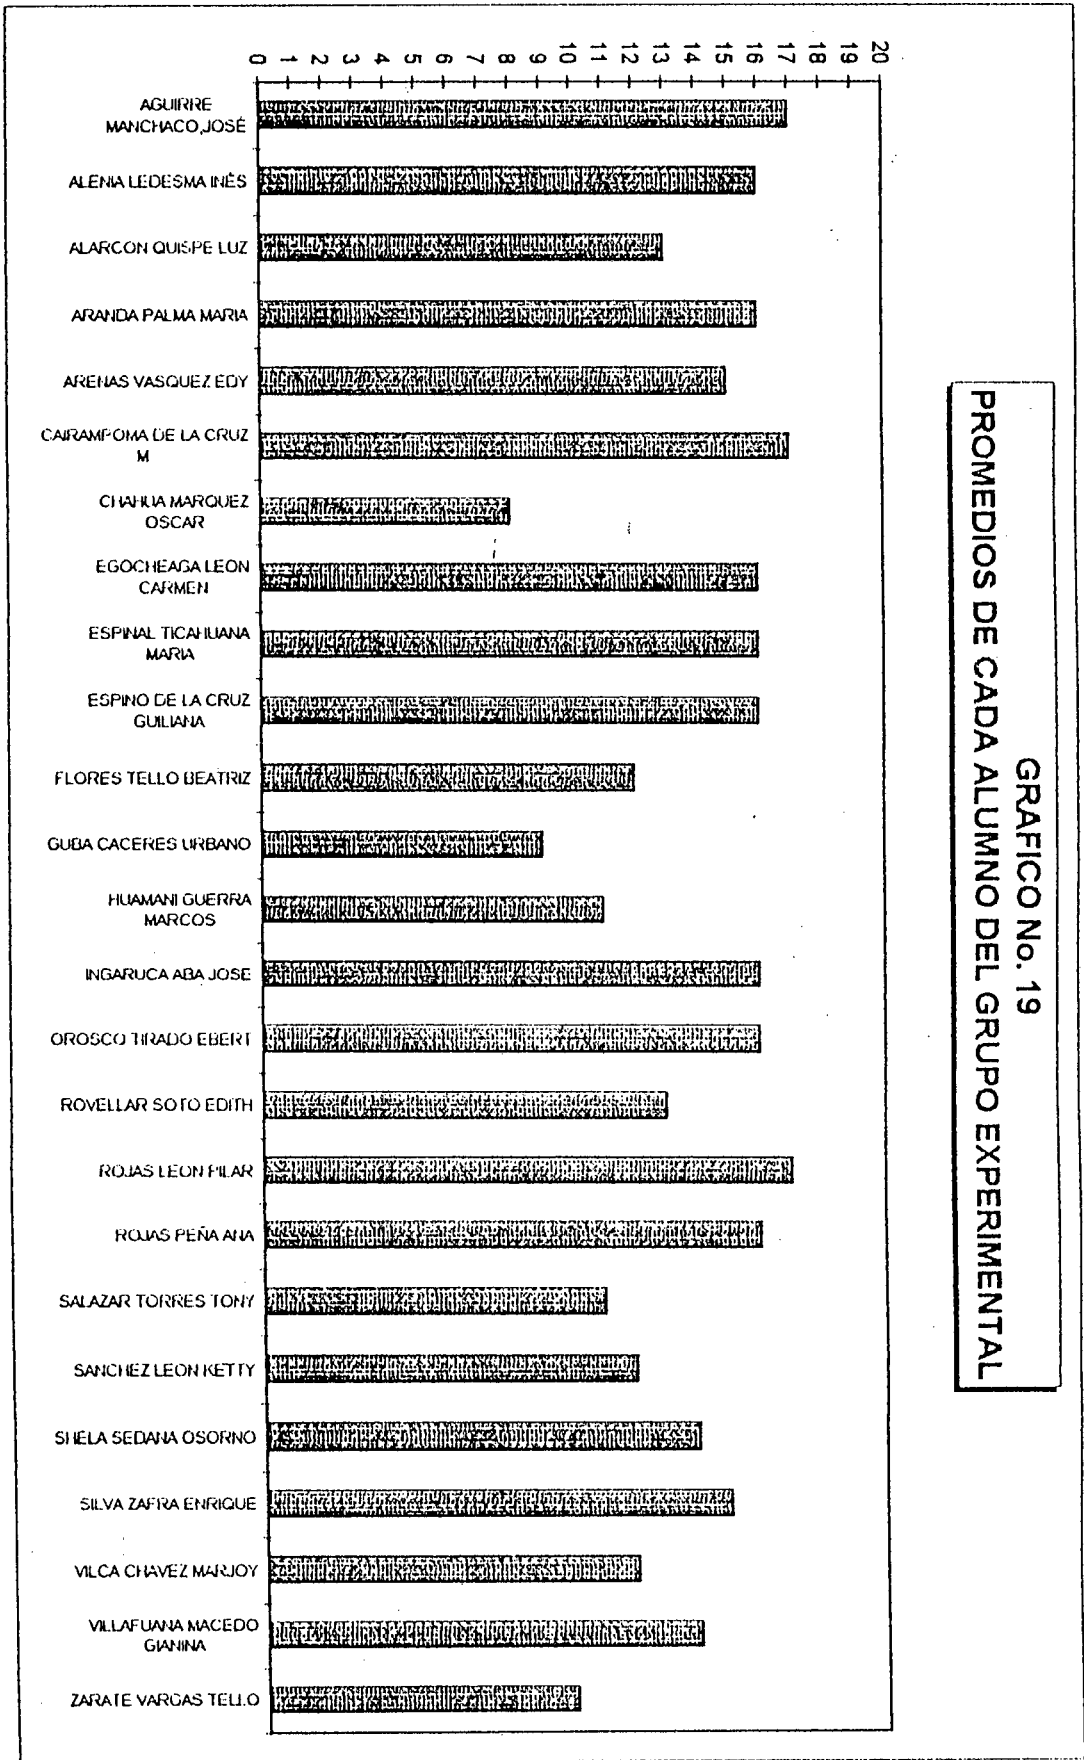 GRAFICO No. 19
PROMEDIOS DE CADA ALUMNO DEL GRUPO EXPERIMENTAL
20
19
18
17
16
15
14
13
12
11
10
9
8
7
6
5
4
3
2
1
0
AGUIRRE
MANCHACO,JOSÉ
ALENIA LEDESMA INÉS
ALARCON QUISPE LUZ
ARANDA PALMA MARIA
ARENAS VASQUEZ EDY
CAIRAMPOMA DE LA CRUZ
M
CHAHUA MARQUEZ
OSCAR
EGOCHEAGA LEON
CARMEN
ESPINAL TICAHUANA
MARIA
ESPINO DE LA CRUZ
GUILIANA
FLORES TELLO BEATRIZ
GUBA CACERES URBANO
HUAMANI GUERRA
MARCOS
INGARUCA ABA JOSE
OROSCO TIRADO EBERT
ROVELLAR SOTO EDITH
ROJAS LEON PILAR
ROJAS PEÑA ANA
SALAZAR TORRES TONY
SANCHEZ LEON KETTY
SHELA SEDANA OSORNO
SILVA ZAFRA ENRIQUE
VILCA CHAVEZ MARJOY
VILLAFUANA MACEDO
GIANINA
ZARATE VARGAS TELLO